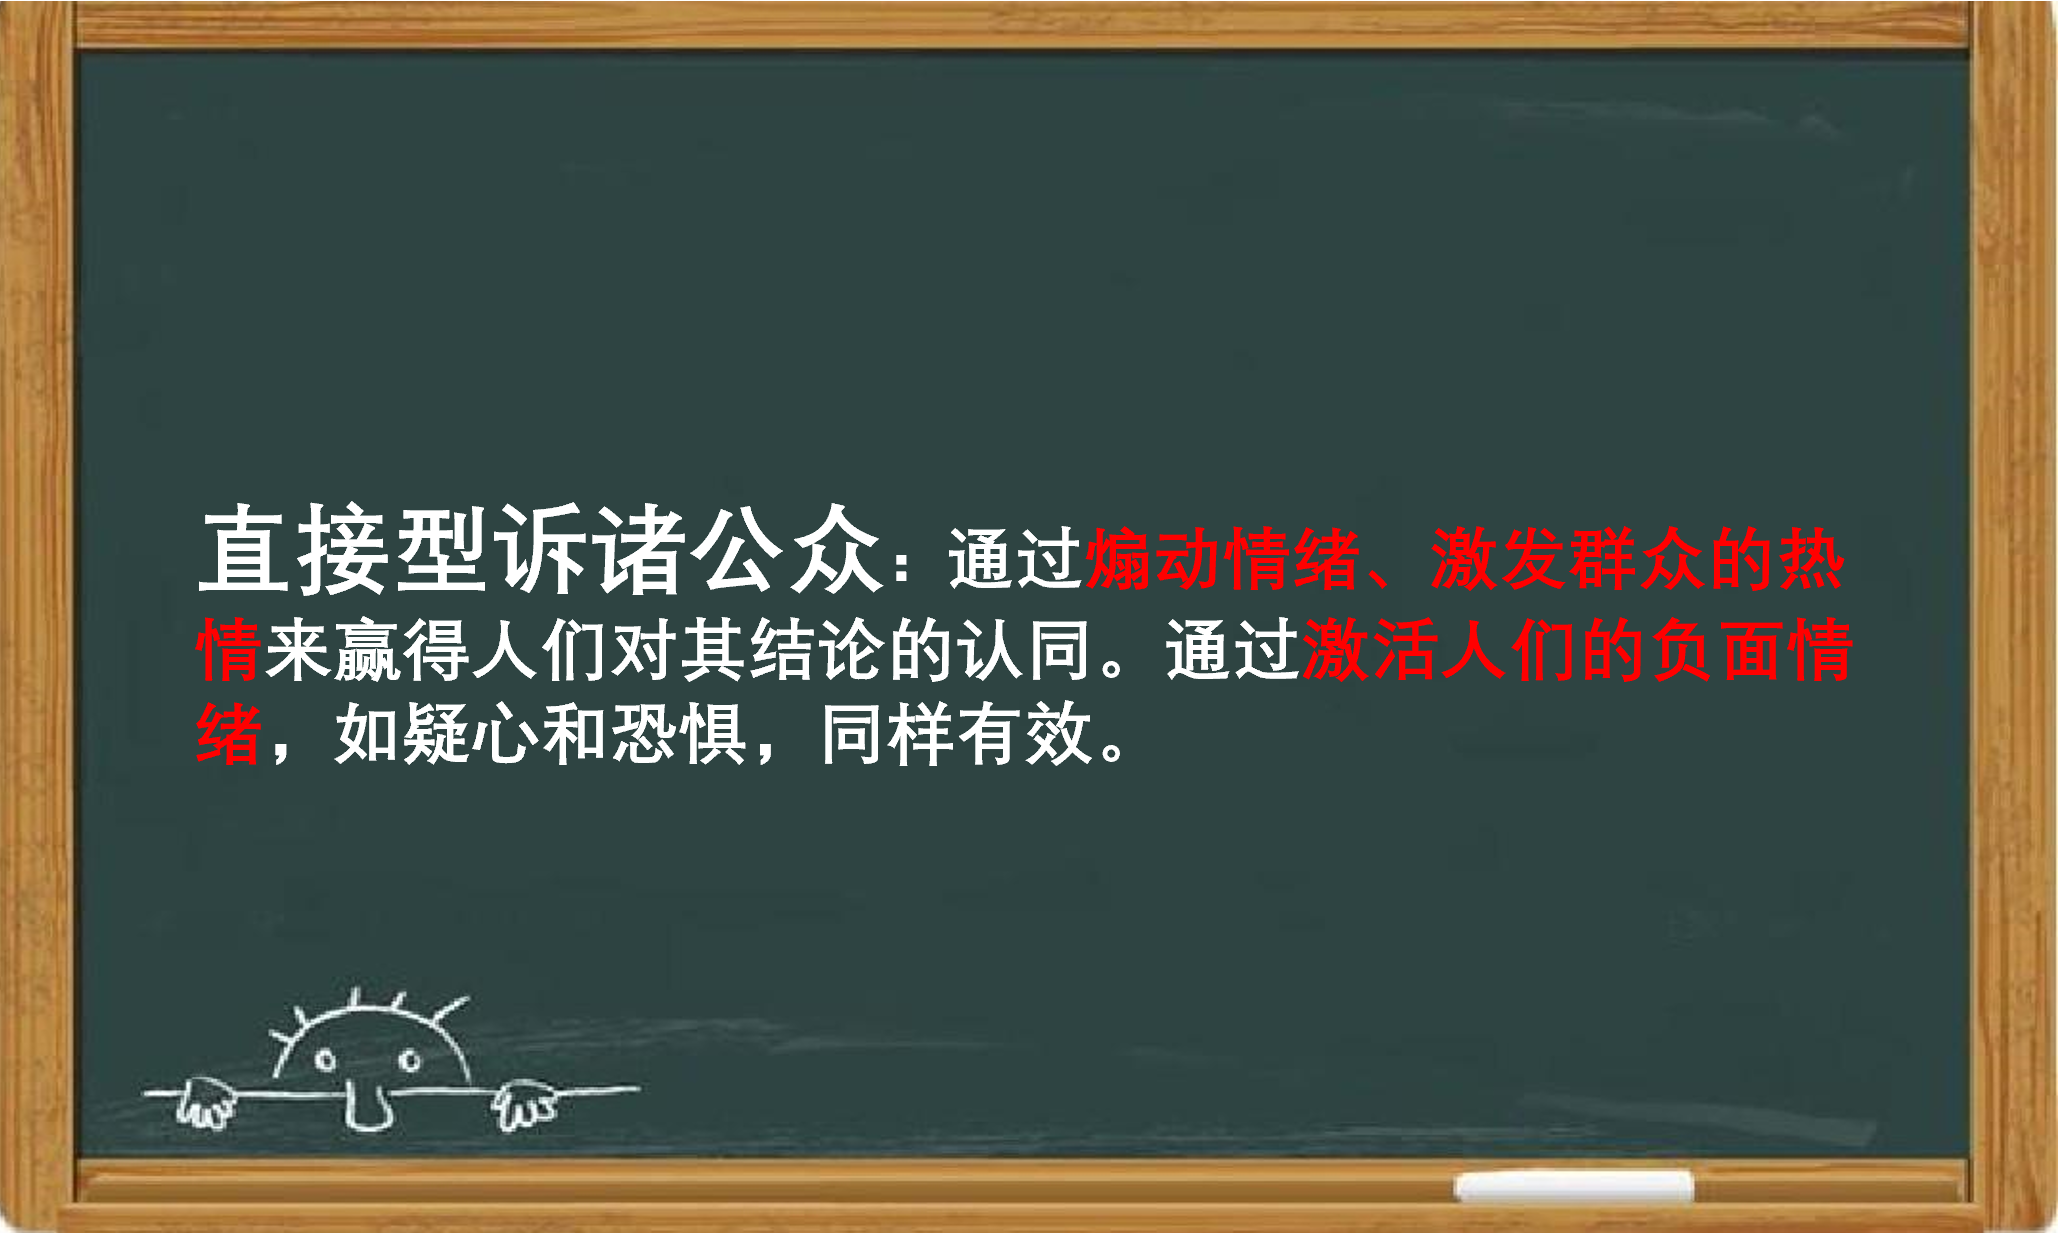 直接型诉诸公众：通过煽动情绪、激发群众的热
情来赢得人们对其结论的认同。通过激活人们的负面情
绪，如疑心和恐惧，同样有效。